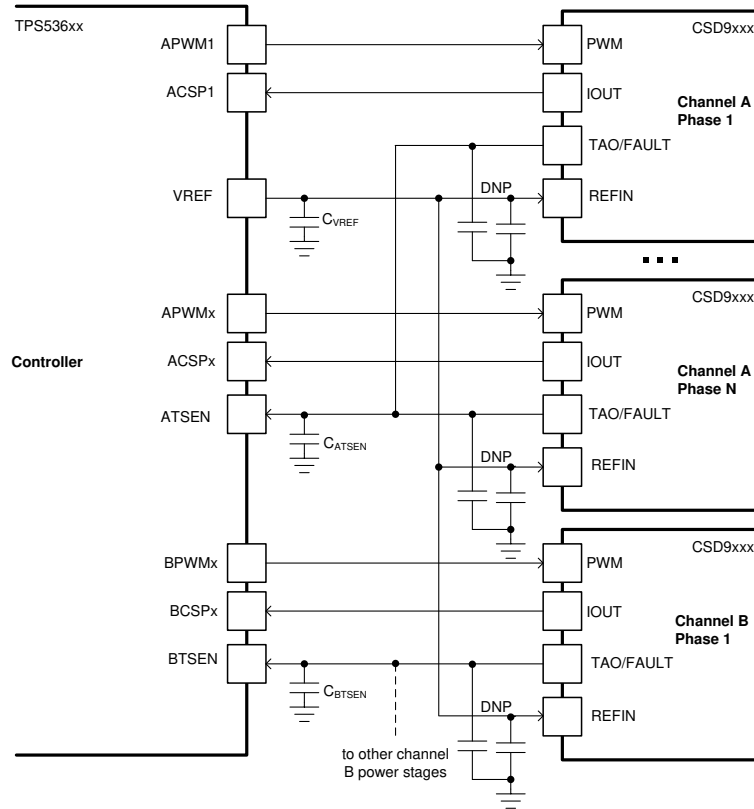 TPS536xx
CSD9xxx
APWM1
PWM
ACSP1
IOUT
Channel A
Phase 1
TAO/FAULT
VREF
DNP
REFIN
CVREF
...
CSD9xxx
APWMx
PWM
Controller
ACSPx
IOUT
Channel A
Phase N
ATSEN
TAO/FAULT
CATSEN
DNP
REFIN
CSD9xxx
BPWMx
PWM
BCSPx
IOUT
Channel B
Phase 1
BTSEN
TAO/FAULT
CBTSEN
DNP
REFIN
to other channel
B power stages